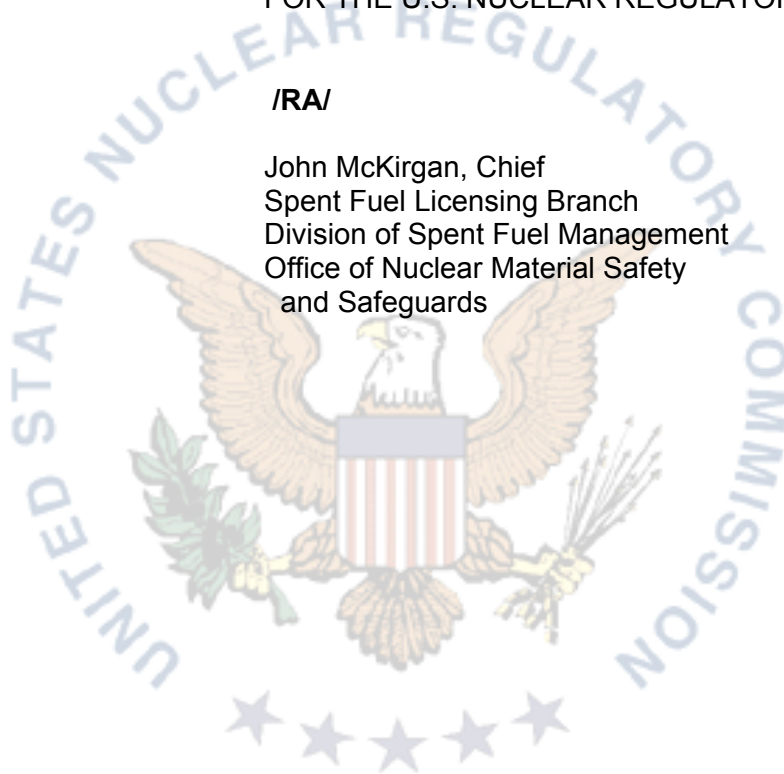 FOR THE U.S. NUCLEAR REGULATOR
/RA/
John McKirgan, Chief
Spent Fuel Licensing Branch
Division of Spent Fuel Management
Office of Nuclear Material Safety
and Safeguards
UNITED STATES NUCLEAR REGULATORY COMMISSION